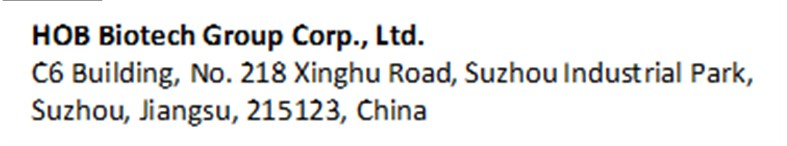 HOB Biotech Group Corp., Ltd.
C6 Building, No. 218 Xinghu Road, Suzhou Industrial Park,
Suzhou, Jiangsu, 215123, China